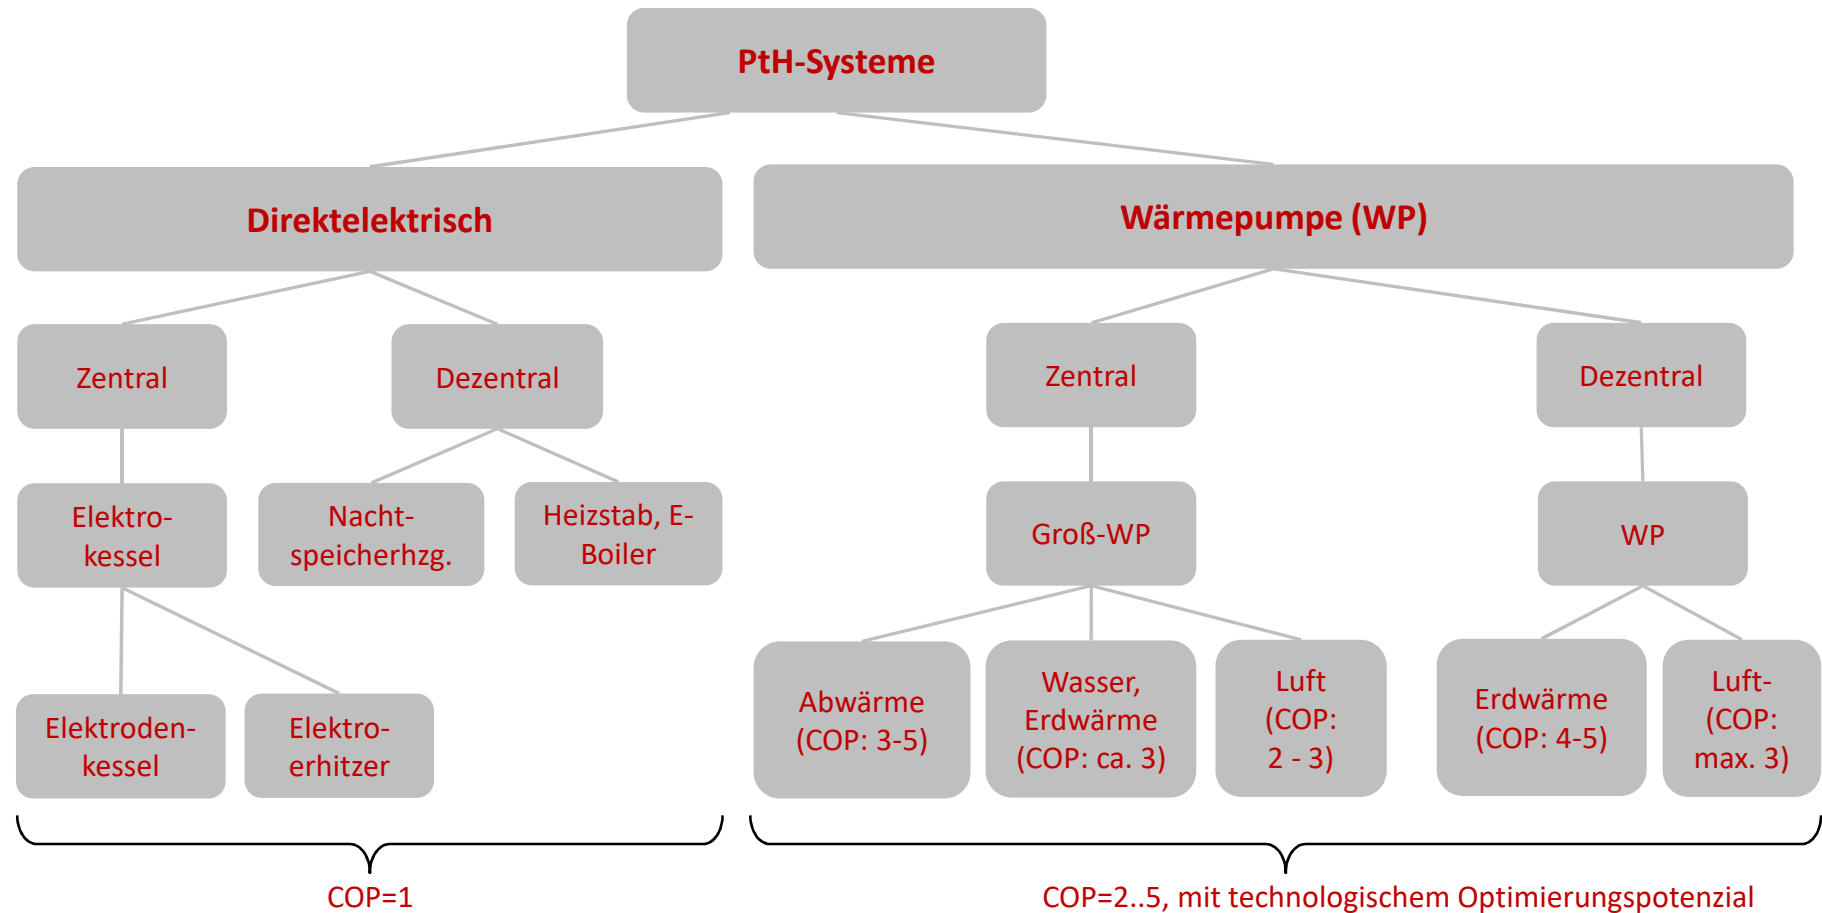 PtH-Systeme
Direktelektrisch
Wärmepumpe (WP)
Zentral
Dezentral
Zentral
Dezentral
Elektro-
kessel
Nacht-
speicherhzg.
Heizstab, E-
Boiler
Groß-WP
WP
Elektroden-
kessel
Elektro-
erhitzer
Abwärme
(COP: 3-5)
Wasser,
Erdwärme
(COP: ca. 3)
Luft
(COP:
2 - 3)
Erdwärme
(COP: 4-5)
Luft-
(COP:
max. 3)
COP=1
COP=2..5, mit technologischem Optimierungspotenzial